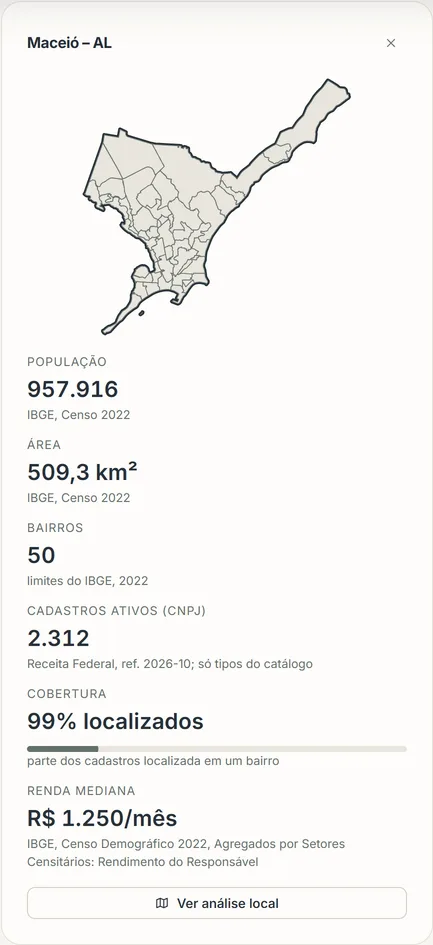 Maceió – AL
POPULAÇÃO
957.916
IBGE, Censo 2022
ÁREA
509,3 km²
IBGE, Censo 2022
BAIRROS
50
limites do IBGE, 2022
CADASTROS ATIVOS (CNPJ)
2.312
Receita Federal, ref. 2026-10; só tipos do catálogo
COBERTURA
99% localizados
parte dos cadastros localizada em um bairro
RENDA MEDIANA
R$ 1.250/mês
IBGE, Censo Demográfico 2022, Agregados por Setores
Censitários: Rendimento do Responsável
Ver análise local